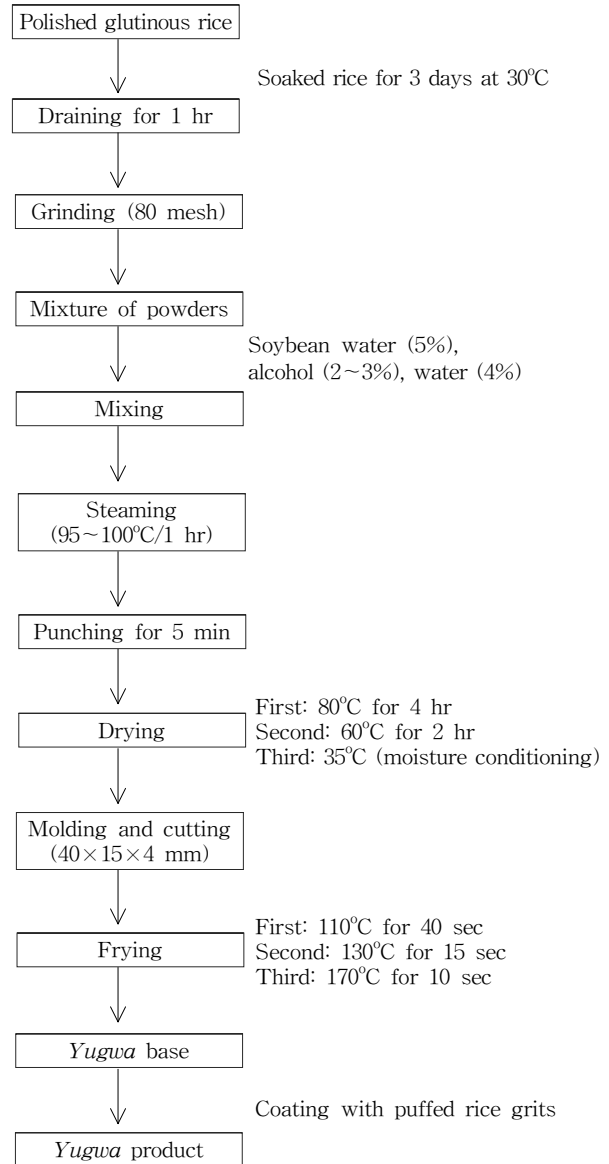 Polished glutinous rice
Soaked rice for 3 days at 30℃
Draining for 1 hr
Grinding (80 mesh)
Mixture of powders
Soybean water (5%),
alcohol (2~3%), water (4%)
Mixing
Steaming
(95~100℃/1 hr)
Punching for 5 min
First: 80℃ for 4 hr
Drying
Second: 60℃ for 2 hr
Third: 35℃ (moisture conditioning)
Molding and cutting
(40×15×4 mm)
First: 110℃ for 40 sec
Frying
Second: 130℃ for 15 sec
Third: 170℃ for 10 sec
Yugwa base
Coating with puffed rice grits
Yugwa product